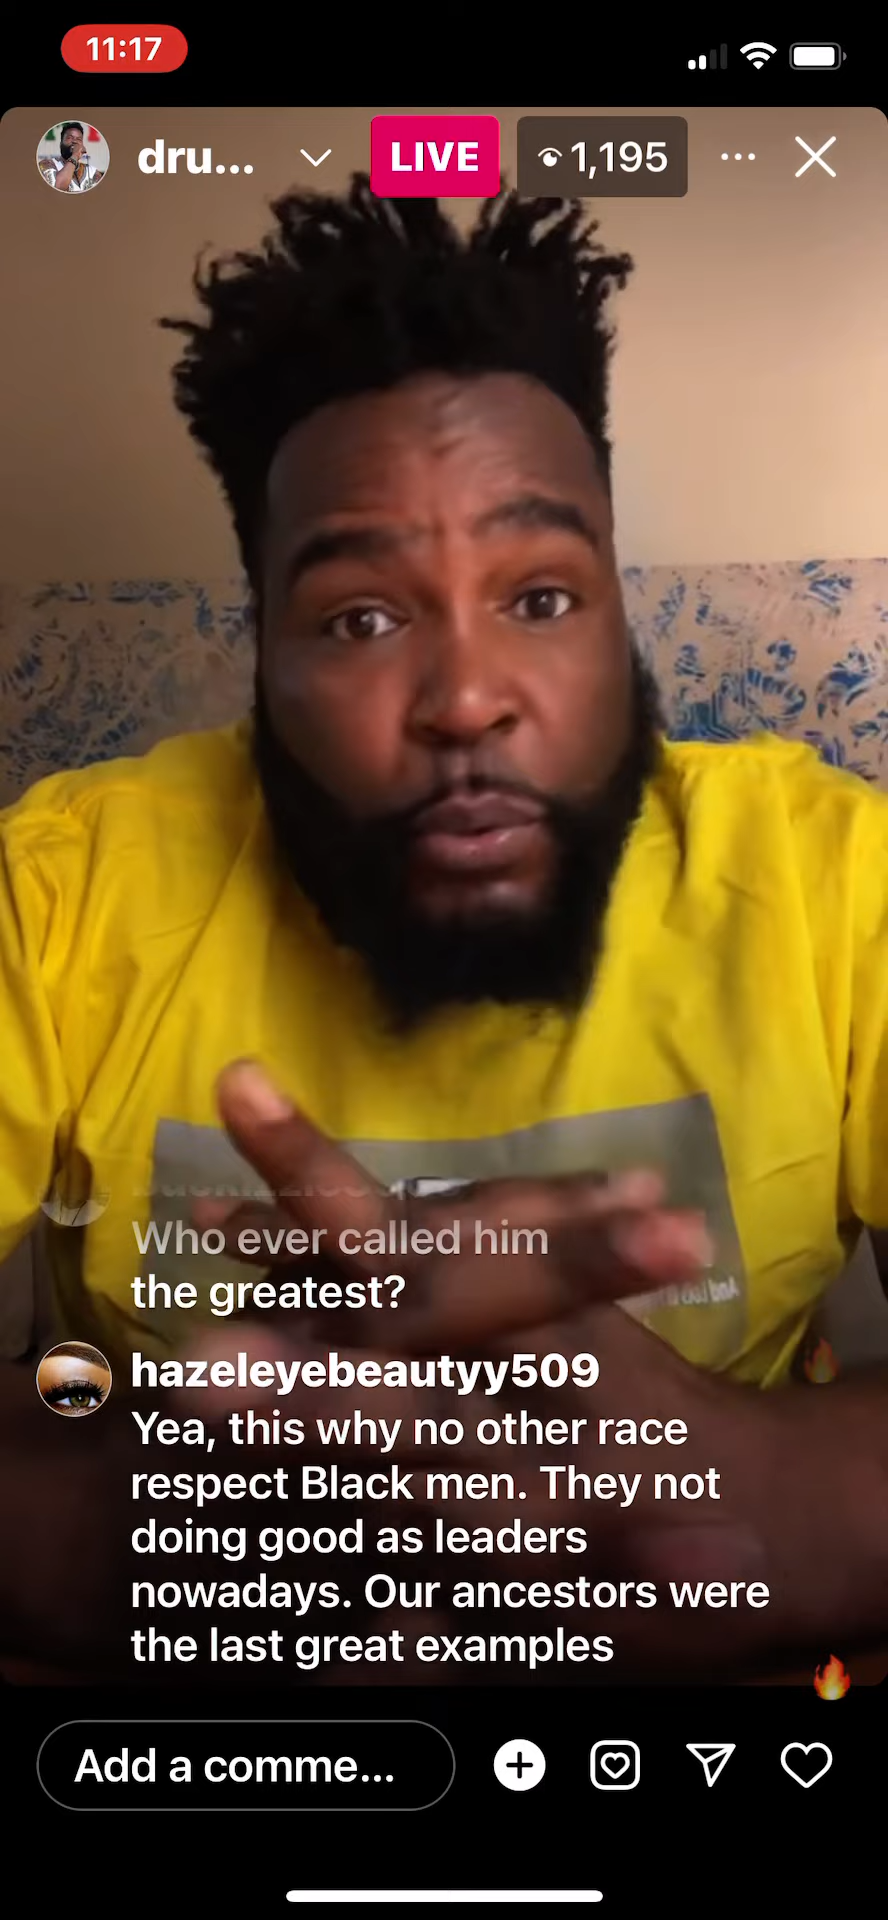 11:17
dru...
LIVE
1,195
Who ever called him
the greatest?
hazeleyebeautyy509
Yea, this why no other race
respect Black men. They not
doing good as leaders
nowadays. Our ancestors were
the last great examples
Add a comme...